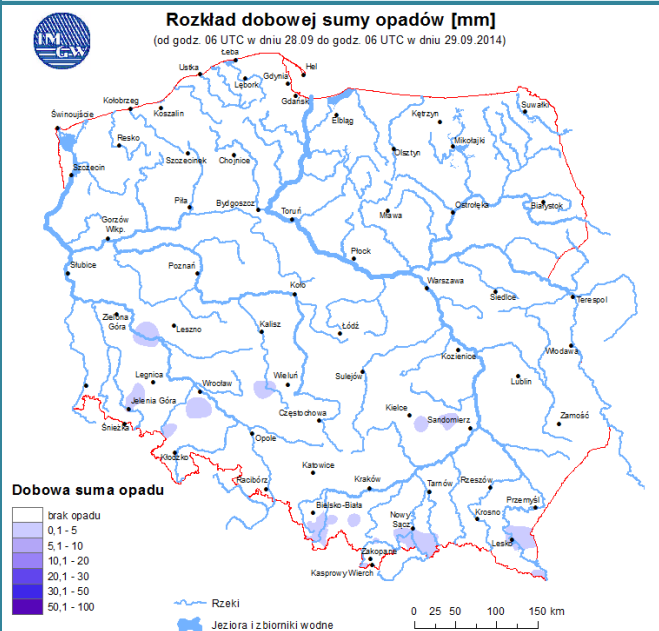 IM
GW
Rozkład dobowej sumy opadów [mm]
(od godz. 06 UTC w dniu 28.09 do godz. 06 UTC w dniu 29.09.2014)
Łeba
Ustka
Hel
Gdynia
Lębork
Gdańsk
Kołobrzeg
Koszalin
Świnoujście
Suwałki
Kętrzyn
Elbląg
Resko
Mikołajki
Olsztyn
Szczecinek
Chojnice
Szczecin
Piła
Bydgoszcz
Toruń
Mława
Ostrołęka
Białystok
Gorzów
Wlkp.
Płock
Słubice
Poznań
Koło
Warszawa
Siedlce
Terespol
Zielona
Góra
Leszno
Kalisz
Łódź
Kozienice
Włodawa
Legnica
Wrocław
Wieluń
Sulejów
Lublin
Jelenia Góra
Kielce
Sandomierz
Zamość
Śnieżka
Częstochowa
Opole
Kłodzko
Katowice
Racibórz
Kraków
Tarnów
Rzeszów
Przemyśl
Bielsko-Biała
Nowy
Sącz
Krosno
Lesko
Zakopane
Kasprowy Wierch
Dobowa suma opadu
brak opadu
0,1 - 5
5,1 - 10
10,1 - 20
20,1 - 30
30,1 - 50
50,1 - 100
Rzeki
Jeziora i zbiorniki wodne
0 25 50 100 150 km